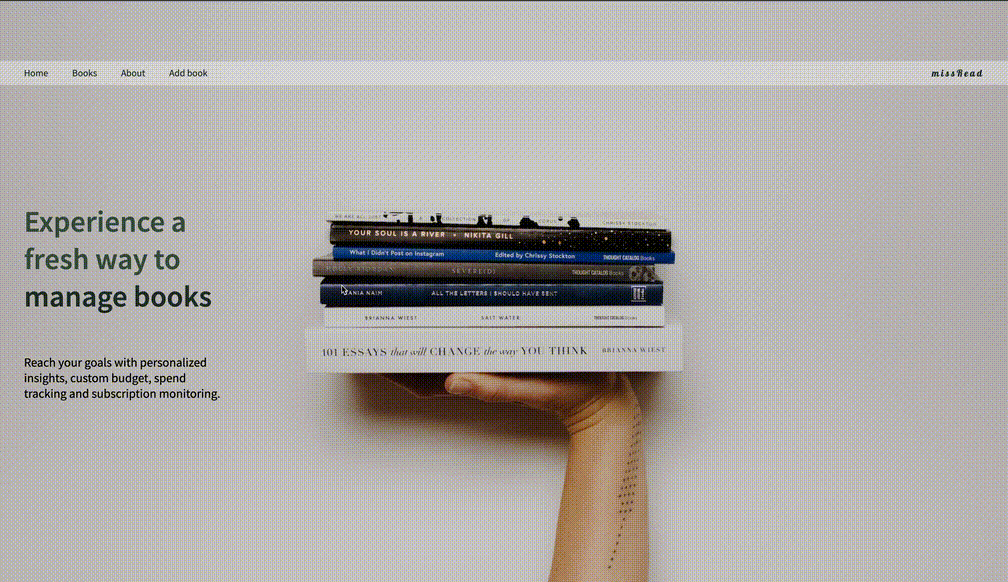 Home Books About Add book missRead
Experience a
fresh way to
manage books
Reach your goals with personalized
insights, custom budget, spend
tracking and subscription monitoring.
YOUR SOUL IS A RIVER • NIKITA GILL
What I Didn't Post on Instagram Edited by Chrissy Stockton THOUGHT CATALOG Books
SEVERE(D) THOUGHT CATALOG Books
ANIA NAIM ALL THE LETTERS I SHOULD HAVE SENT
BRIANNA WIEST SALT WATER THOUGHT CATALOG Books
101 ESSAYS that will CHANGE the way YOU THINK BRIANNA WIEST